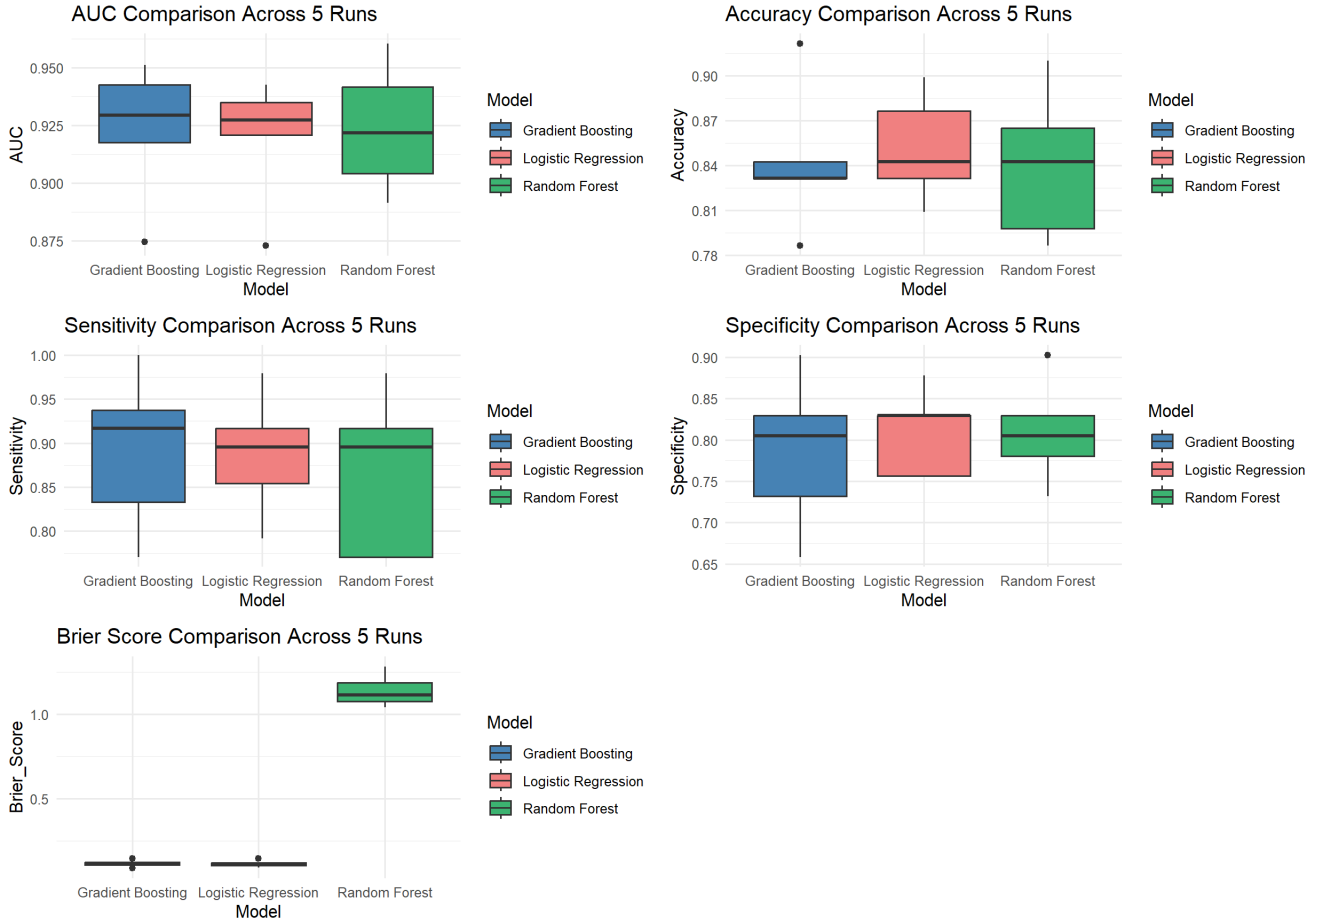 AUC Comparison Across 5 Runs
0.950
0.925
0.900
0.875
AUC
Gradient Boosting Logistic Regression Random Forest
Model
Model
Gradient Boosting
Logistic Regression
Random Forest
Accuracy Comparison Across 5 Runs
0.90
0.87
0.84
0.81
0.78
Accuracy
Gradient Boosting Logistic Regression Random Forest
Model
Model
Gradient Boosting
Logistic Regression
Random Forest
Sensitivity Comparison Across 5 Runs
1.00
0.95
0.90
0.85
0.80
Sensitivity
Gradient Boosting Logistic Regression Random Forest
Model
Model
Gradient Boosting
Logistic Regression
Random Forest
Specificity Comparison Across 5 Runs
0.90
0.85
0.80
0.75
0.70
0.65
Specificity
Gradient Boosting Logistic Regression Random Forest
Model
Model
Gradient Boosting
Logistic Regression
Random Forest
Brier Score Comparison Across 5 Runs
1.0
0.5
Brier_Score
Gradient Boosting Logistic Regression Random Forest
Model
Model
Gradient Boosting
Logistic Regression
Random Forest